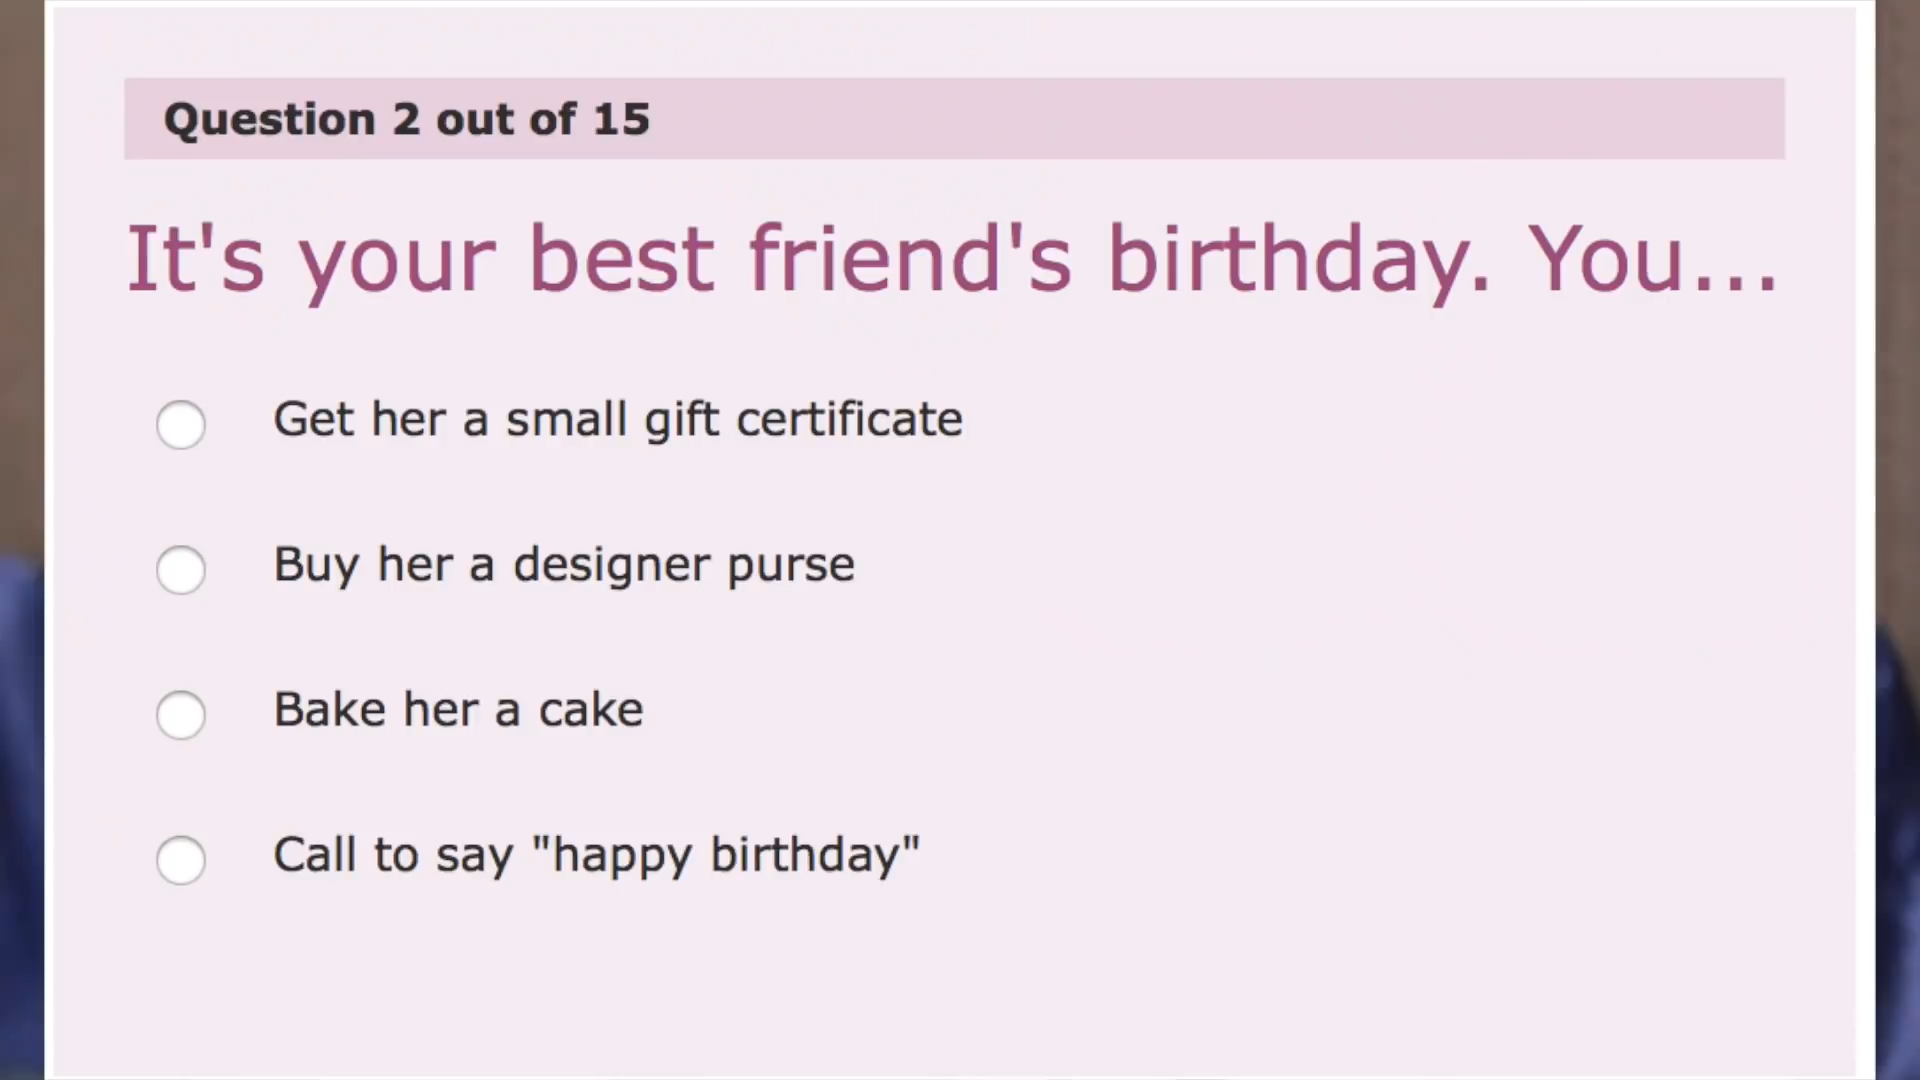 Question 2 out of 15
It's your best friend's birthday. You...
Get her a small gift certificate
Buy her a designer purse
Bake her a cake
Call to say "happy birthday"